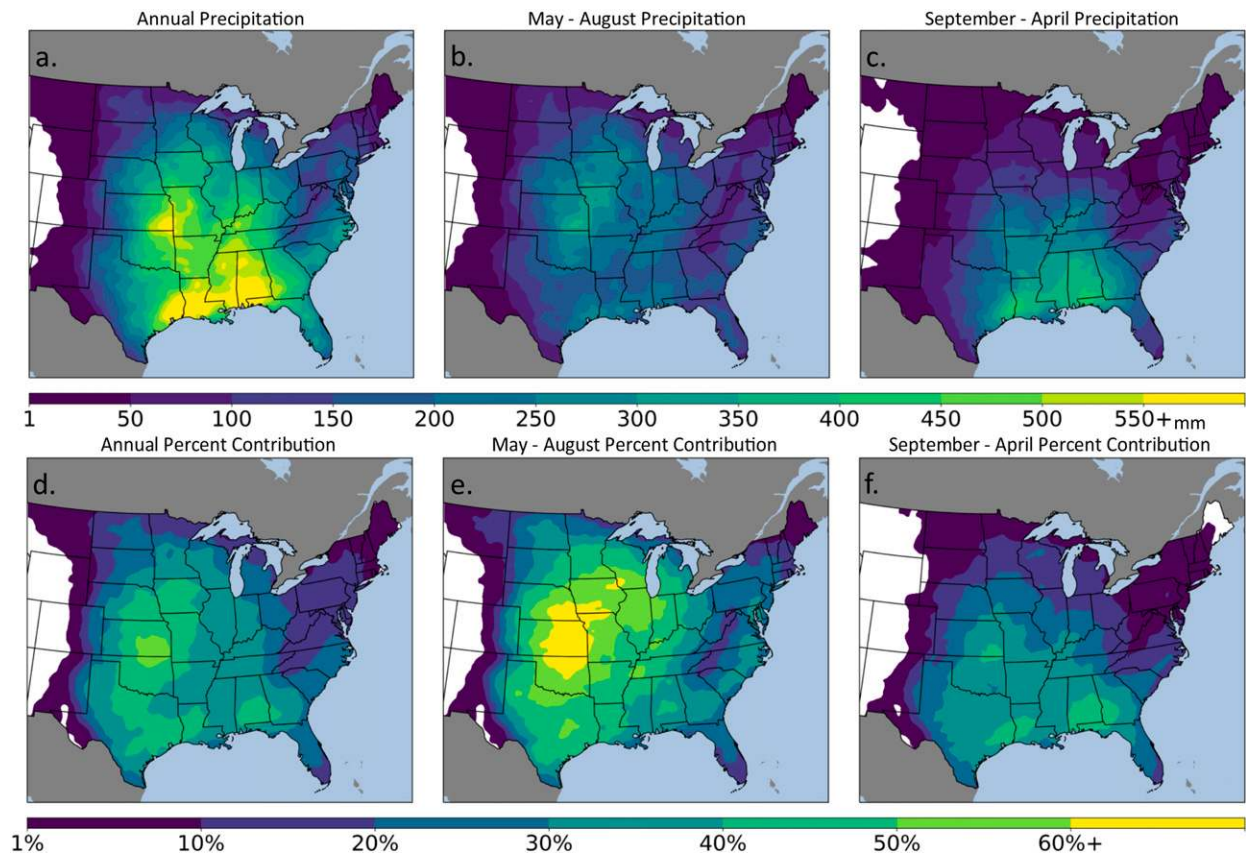 Annual Precipitation May - August Precipitation September - April Precipitation
a. b. c.
1 50 100 150 200 250 300 350 400 450 500 550+ mm
Annual Percent Contribution May - August Percent Contribution September - April Percent Contribution
d. e. f.
1% 10% 20% 30% 40% 50% 60%+